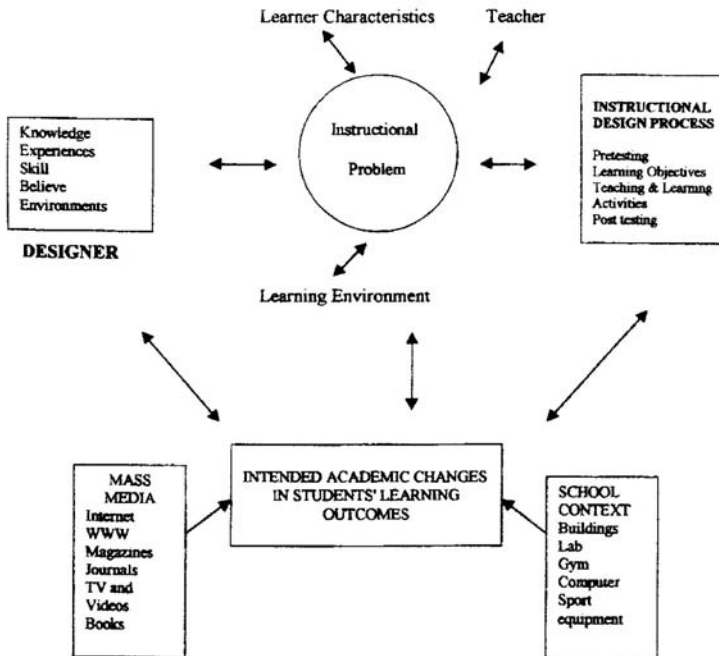 Learner Characteristics
Teacher
Instructional
Problem
Knowledge
Experiences
Skill
Believe
Environments
DESIGNER
INSTRUCTIONAL
DESIGN PROCESS
Pretesting
Learning Objectives
Teaching & Learning
Activities
Post testing
Learning Environment
MASS
MEDIA
Internet
WWW
Magazines
Journals
TV and
Videos
Books
INTENDED ACADEMIC CHANGES
IN STUDENTS' LEARNING
OUTCOMES
SCHOOL
CONTEXT
Buildings
Lab
Gym
Computer
Sport
equipment